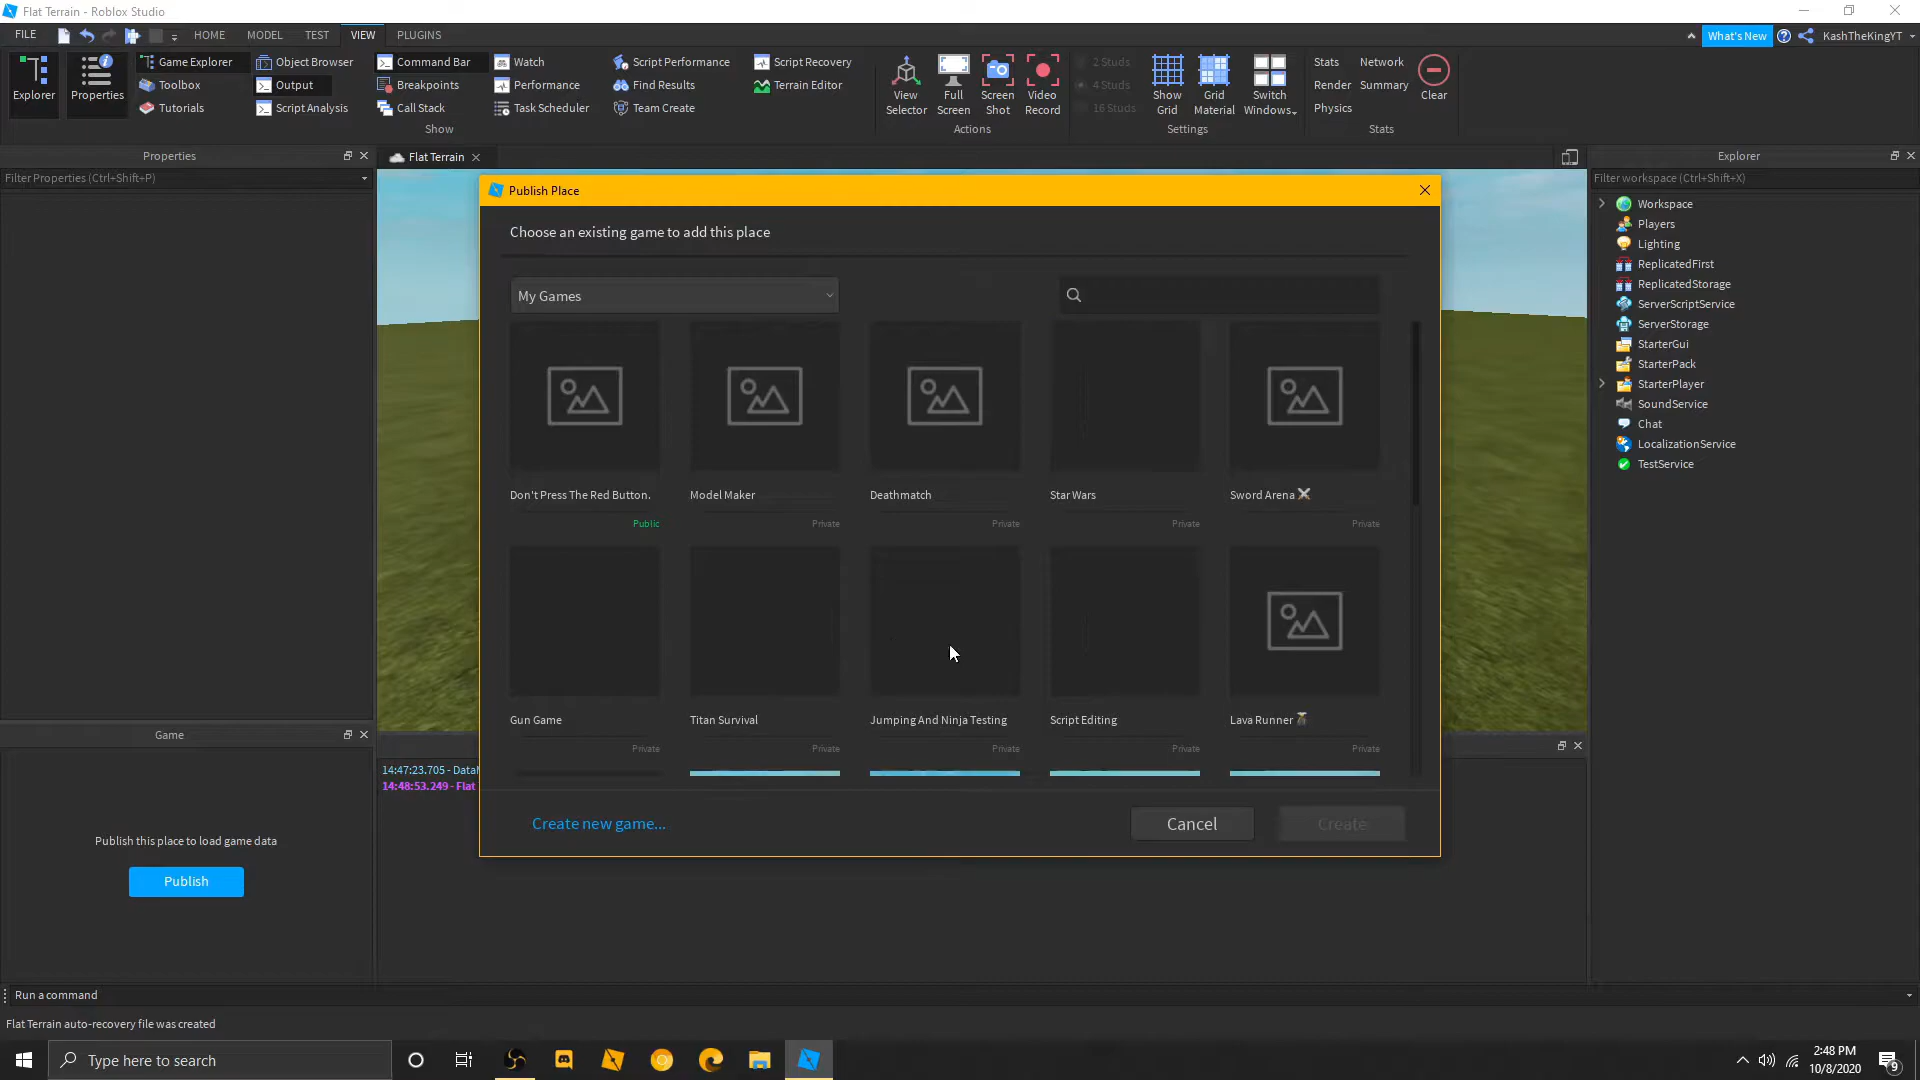 Flat Terrain - Roblox Studio
FILE HOME MODEL TEST VIEW PLUGINS
What's New KashTheKingYT
Explorer
Properties
Game Explorer
Toolbox
Tutorials
Object Browser
Output
Script Analysis
Command Bar
Breakpoints
Call Stack
Watch
Performance
Task Scheduler
Script Performance
Find Results
Team Create
Script Recovery
Terrain Editor
Show
View Selector
Full Screen
Screen Shot
Video Record
Actions
2 Studs
4 Studs
16 Studs
Show Grid
Grid Material
Switch Windows
Settings
Stats Network
Render Summary
Physics
Clear
Stats
Properties
Filter Properties (Ctrl+Shift+P)
Flat Terrain
Explorer
Filter workspace (Ctrl+Shift+X)
Workspace
Players
Lighting
ReplicatedFirst
ReplicatedStorage
ServerScriptService
ServerStorage
StarterGui
StarterPack
StarterPlayer
SoundService
Chat
LocalizationService
TestService
Publish Place
Choose an existing game to add this place
My Games
Don't Press The Red Button.
Public
Model Maker
Private
Deathmatch
Private
Star Wars
Private
Sword Arena ⚔
Private
Gun Game
Private
Titan Survival
Private
Jumping And Ninja Testing
Private
Script Editing
Private
Lava Runner
Private
Create new game...
Cancel
Create
Game
Publish this place to load game data
Publish
14:47:23.705 - Data
14:48:53.249 - Flat
Run a command
Flat Terrain auto-recovery file was created
Type here to search
2:48 PM
10/8/2020
9